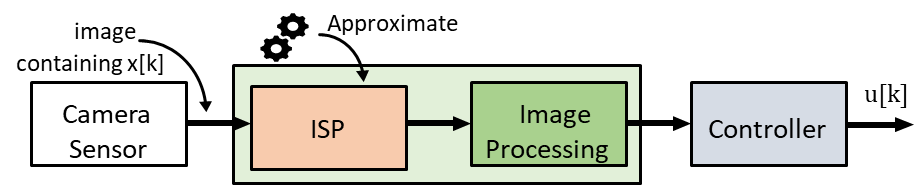 image
containing x[k]
Approximate
Camera
Sensor
ISP
Image
Processing
Controller
u[k]